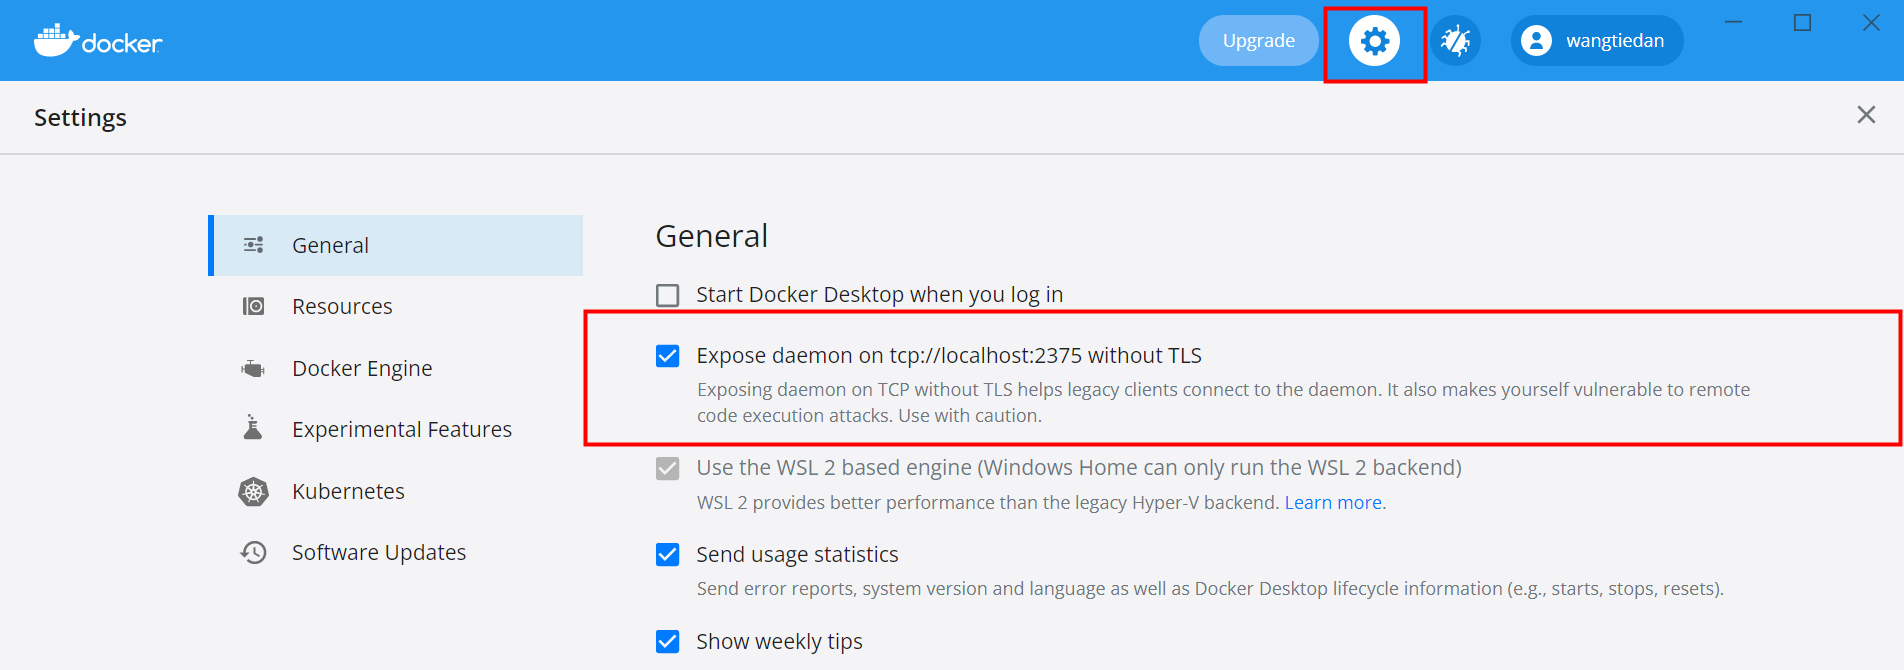 docker
Upgrade
wangtiedan
Settings
General
Resources
Docker Engine
Experimental Features
Kubernetes
Software Updates
General
Start Docker Desktop when you log in
Expose daemon on tcp://localhost:2375 without TLS
Exposing daemon on TCP without TLS helps legacy clients connect to the daemon. It also makes yourself vulnerable to remote
code execution attacks. Use with caution.
Use the WSL 2 based engine (Windows Home can only run the WSL 2 backend)
WSL 2 provides better performance than the legacy Hyper-V backend. Learn more.
Send usage statistics
Send error reports, system version and language as well as Docker Desktop lifecycle information (e.g., starts, stops, resets).
Show weekly tips